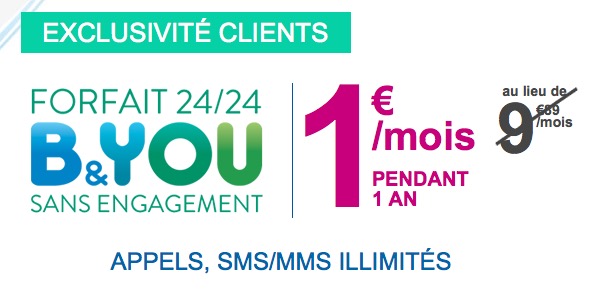 EXCLUSIVITÉ CLIENTS
FORFAIT 24/24
B&YOU
SANS ENGAGEMENT
1€/mois
PENDANT
1 AN
au lieu de
9€89/mois
APPELS, SMS/MMS ILLIMITÉS